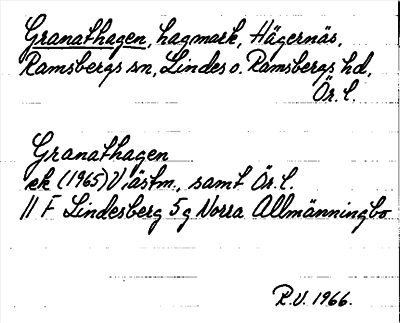 Granathagen, hagmark, Hägernäs,
Ramsbergs sn, Lindes o. Ramsbergs hd,
Ör. l.
Granathagen
ek (1965) Västm., samt Ör. l.
11 F Lindesberg 5 g Norra Allmänningbo
R.V. 1966.